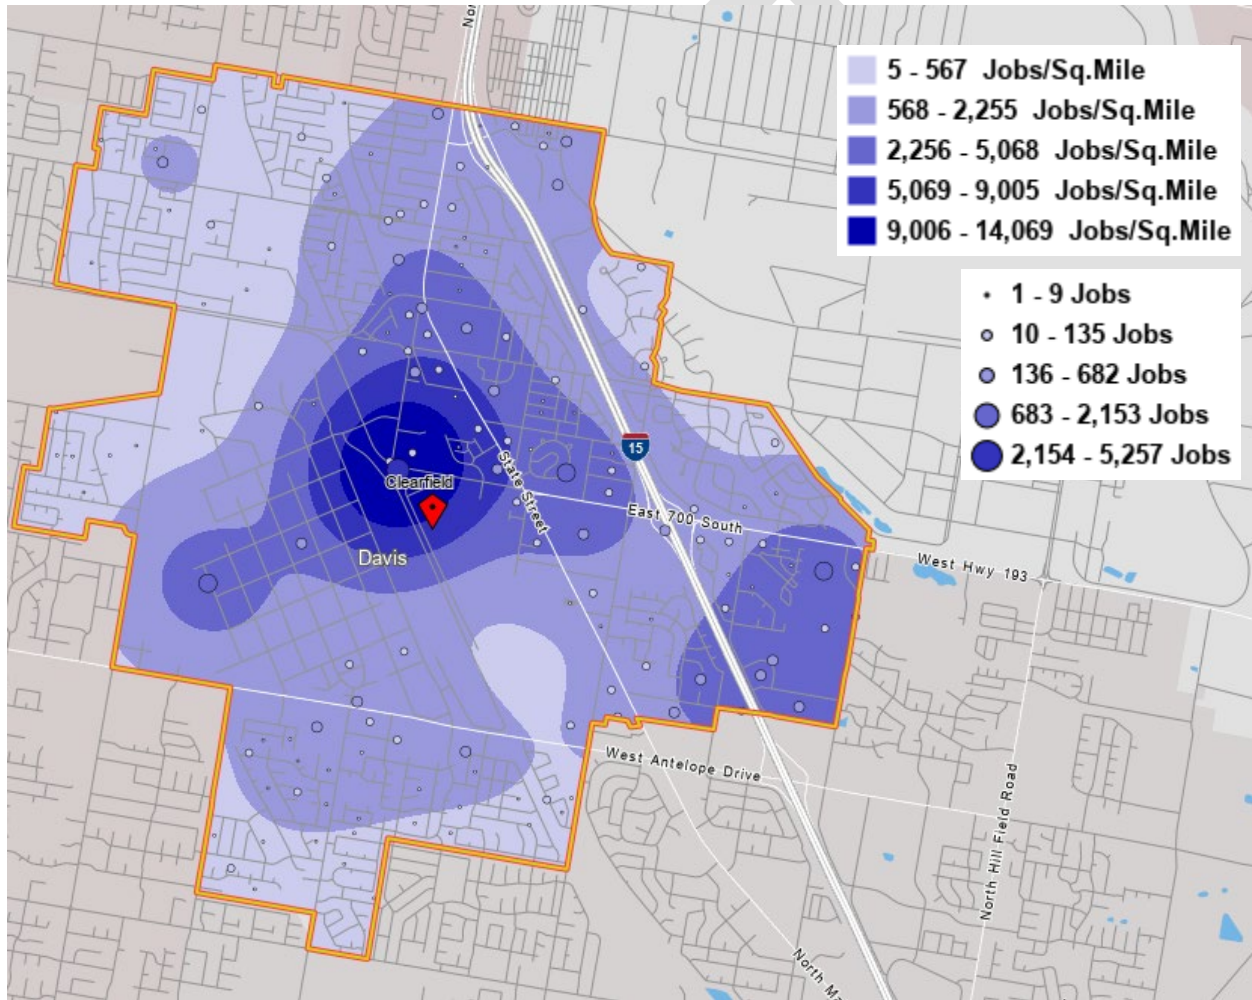 Nor
5 - 567 Jobs/Sq.Mile
568 - 2,255 Jobs/Sq.Mile
2,256 - 5,068 Jobs/Sq.Mile
5,069 - 9,005 Jobs/Sq.Mile
9,006 - 14,069 Jobs/Sq.Mile
1 - 9 Jobs
10 - 135 Jobs
136 - 682 Jobs
683 - 2,153 Jobs
2,154 - 5,257 Jobs
15
Clearfield
State Street
East 700 South
Davis
West Hwy 193
West Antelope Drive
North Hill Field Road
North Ma